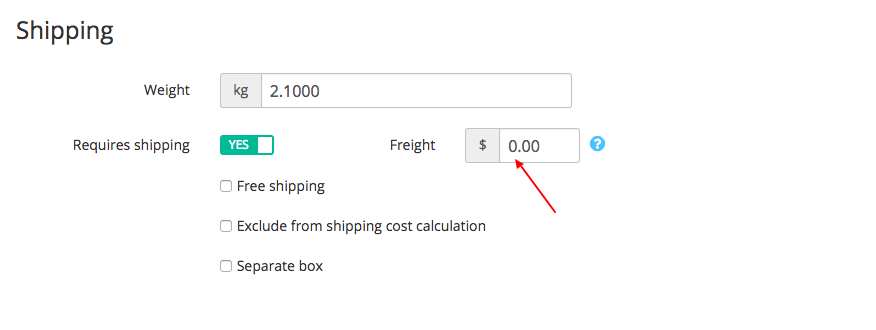 Shipping
Weight kg 2.1000
Requires shipping YES Freight $ 0.00 ?
Free shipping
Exclude from shipping cost calculation
Separate box